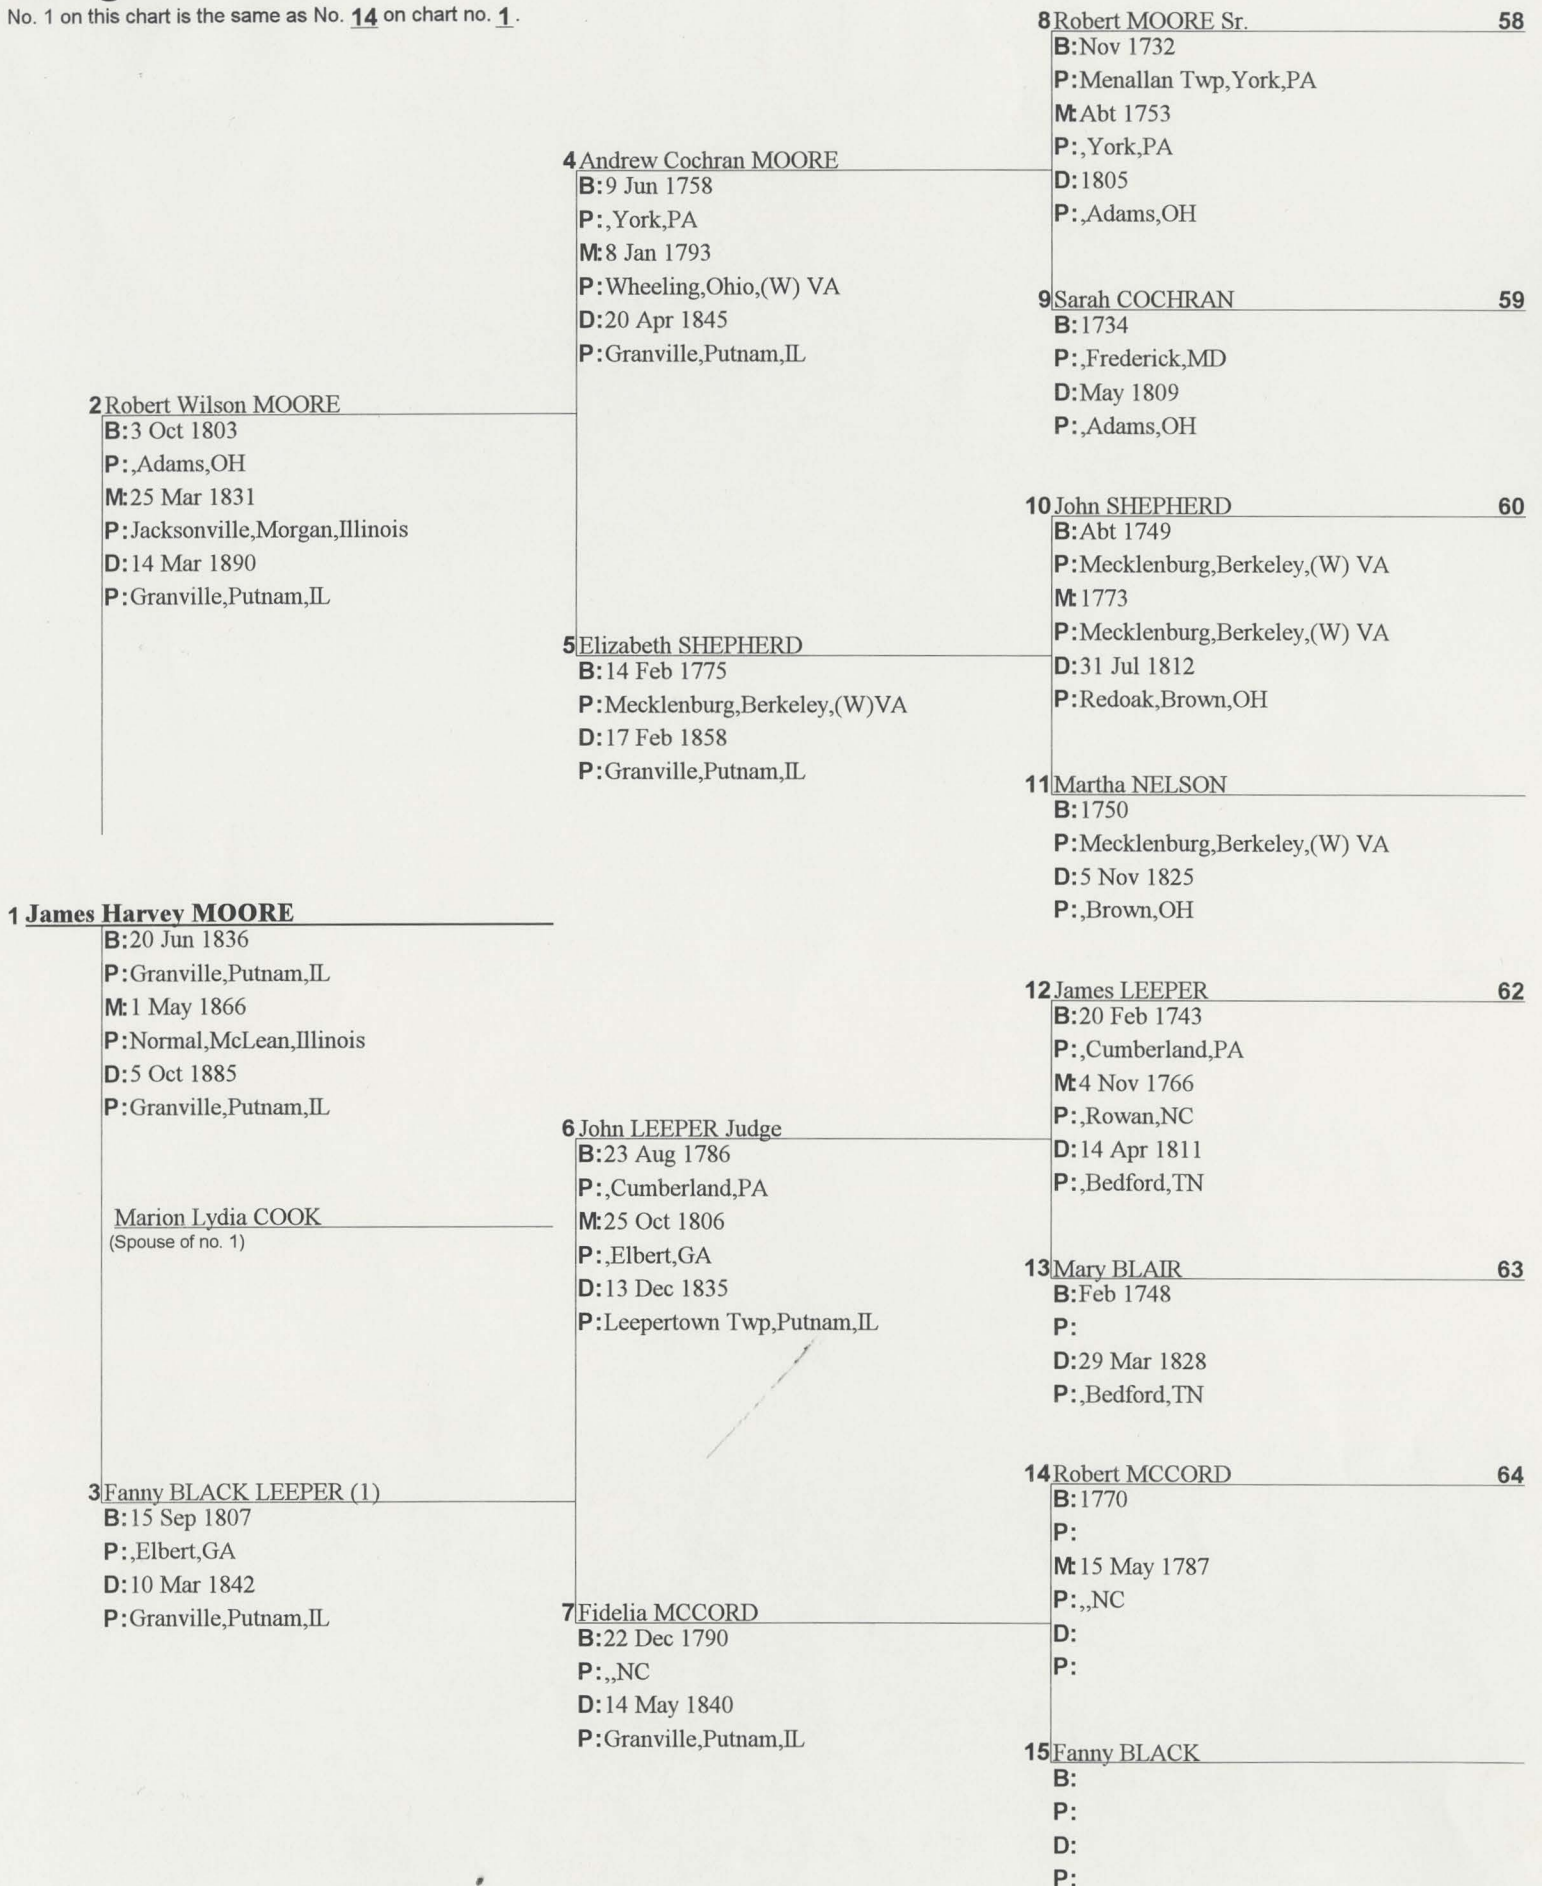 No. 1 on this chart is the same as No. 14 on chart no. 1.
8 Robert MOORE Sr. 58
B:Nov 1732
P:Menallan Twp,York,PA
M:Abt 1753
P:,York,PA
D:1805
P:,Adams,OH
4 Andrew Cochran MOORE
B:9 Jun 1758
P:,York,PA
M:8 Jan 1793
P:Wheeling,Ohio,(W) VA
D:20 Apr 1845
P:Granville,Putnam,IL
9 Sarah COCHRAN 59
B:1734
P:,Frederick,MD
D:May 1809
P:,Adams,OH
2 Robert Wilson MOORE
B:3 Oct 1803
P:,Adams,OH
M:25 Mar 1831
P:Jacksonville,Morgan,Illinois
D:14 Mar 1890
P:Granville,Putnam,IL
10 John SHEPHERD 60
B:Abt 1749
P:Mecklenburg,Berkeley,(W) VA
M:1773
P:Mecklenburg,Berkeley,(W) VA
D:31 Jul 1812
P:Redoak,Brown,OH
5 Elizabeth SHEPHERD
B:14 Feb 1775
P:Mecklenburg,Berkeley,(W)VA
D:17 Feb 1858
P:Granville,Putnam,IL
11 Martha NELSON
B:1750
P:Mecklenburg,Berkeley,(W) VA
D:5 Nov 1825
P:,Brown,OH
1 James Harvey MOORE
B:20 Jun 1836
P:Granville,Putnam,IL
M:1 May 1866
P:Normal,McLean,Illinois
D:5 Oct 1885
P:Granville,Putnam,IL
Marion Lydia COOK
(Spouse of no. 1)
12 James LEEPER 62
B:20 Feb 1743
P:,Cumberland,PA
M:4 Nov 1766
P:,Rowan,NC
D:14 Apr 1811
P:,Bedford,TN
6 John LEEPER Judge
B:23 Aug 1786
P:,Cumberland,PA
M:25 Oct 1806
P:,Elbert,GA
D:13 Dec 1835
P:Leepertown Twp,Putnam,IL
13 Mary BLAIR 63
B:Feb 1748
P:
D:29 Mar 1828
P:,Bedford,TN
3 Fanny BLACK LEEPER (1)
B:15 Sep 1807
P:,Elbert,GA
D:10 Mar 1842
P:Granville,Putnam,IL
14 Robert MCCORD 64
B:1770
P:
M:15 May 1787
P:,,NC
D:
P:
7 Fidelia MCCORD
B:22 Dec 1790
P:,,NC
D:14 May 1840
P:Granville,Putnam,IL
15 Fanny BLACK
B:
P:
D:
P: